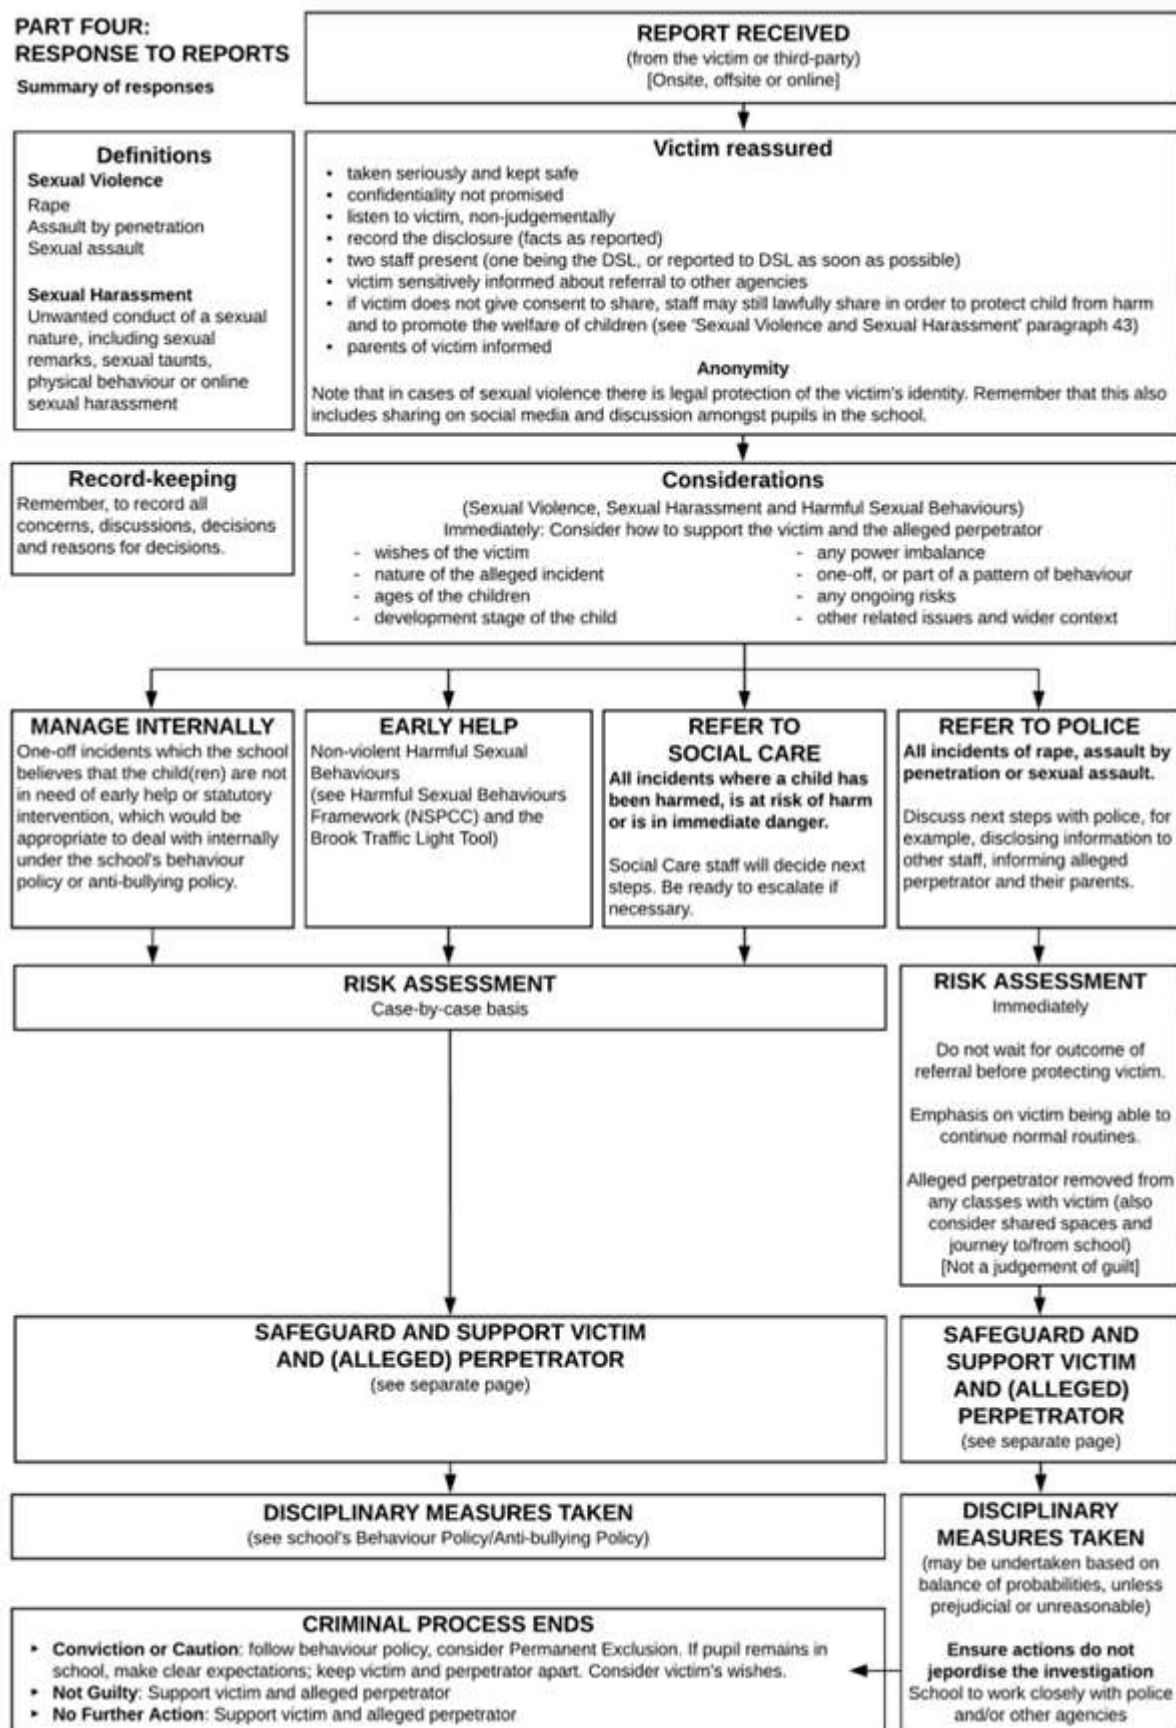 PART FOUR:
RESPONSE TO REPORTS
Summary of responses
REPORT RECEIVED
(from the victim or third-party)
[Onsite, offsite or online]
Definitions
Sexual Violence
Rape
Assault by penetration
Sexual assault
Sexual Harassment
Unwanted conduct of a sexual
nature, including sexual
remarks, sexual taunts,
physical behaviour or online
sexual harassment
Victim reassured
• taken seriously and kept safe
• confidentiality not promised
• listen to victim, non-judgementally
• record the disclosure (facts as reported)
• two staff present (one being the DSL, or reported to DSL as soon as possible)
• victim sensitively informed about referral to other agencies
• if victim does not give consent to share, staff may still lawfully share in order to protect child from harm
and to promote the welfare of children (see 'Sexual Violence and Sexual Harassment' paragraph 43)
• parents of victim informed
Anonymity
Note that in cases of sexual violence there is legal protection of the victim's identity. Remember that this also
includes sharing on social media and discussion amongst pupils in the school.
Record-keeping
Remember, to record all
concerns, discussions, decisions
and reasons for decisions.
Considerations
(Sexual Violence, Sexual Harassment and Harmful Sexual Behaviours)
Immediately: Consider how to support the victim and the alleged perpetrator
- wishes of the victim
- nature of the alleged incident
- ages of the children
- development stage of the child
- any power imbalance
- one-off, or part of a pattern of behaviour
- any ongoing risks
- other related issues and wider context
MANAGE INTERNALLY
One-off incidents which the school
believes that the child(ren) are not
in need of early help or statutory
intervention, which would be
appropriate to deal with internally
under the school's behaviour
policy or anti-bullying policy.
EARLY HELP
Non-violent Harmful Sexual
Behaviours
(see Harmful Sexual Behaviours
Framework (NSPCC) and the
Brook Traffic Light Tool)
REFER TO
SOCIAL CARE
All incidents where a child has
been harmed, is at risk of harm
or is in immediate danger.
Social Care staff will decide next
steps. Be ready to escalate if
necessary.
REFER TO POLICE
All incidents of rape, assault by
penetration or sexual assault.
Discuss next steps with police, for
example, disclosing information to
other staff, informing alleged
perpetrator and their parents.
RISK ASSESSMENT
Case-by-case basis
RISK ASSESSMENT
Immediately
Do not wait for outcome of
referral before protecting victim.
Emphasis on victim being able to
continue normal routines.
Alleged perpetrator removed from
any classes with victim (also
consider shared spaces and
journey to/from school)
[Not a judgement of guilt]
SAFEGUARD AND SUPPORT VICTIM
AND (ALLEGED) PERPETRATOR
(see separate page)
SAFEGUARD AND
SUPPORT VICTIM
AND (ALLEGED)
PERPETRATOR
(see separate page)
DISCIPLINARY MEASURES TAKEN
(see school's Behaviour Policy/Anti-bullying Policy)
DISCIPLINARY
MEASURES TAKEN
(may be undertaken based on
balance of probabilities, unless
prejudicial or unreasonable)
Ensure actions do not
jepordise the investigation
School to work closely with police
and/or other agencies
CRIMINAL PROCESS ENDS
▸ Conviction or Caution: follow behaviour policy, consider Permanent Exclusion. If pupil remains in
school, make clear expectations; keep victim and perpetrator apart. Consider victim's wishes.
▸ Not Guilty: Support victim and alleged perpetrator
▸ No Further Action: Support victim and alleged perpetrator